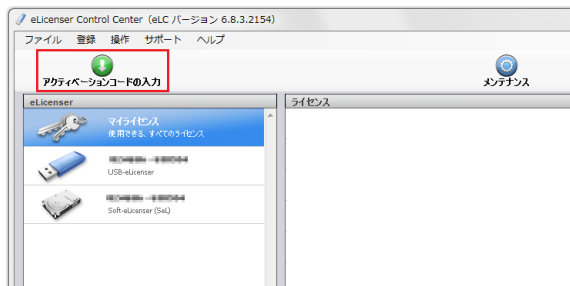 eLicenser Control Center (eLC バージョン 6.8.3.2154)
ファイル 登録 操作 サポート ヘルプ
アクティベーションコードの入力
メンテナンス
eLicenser
ライセンス
マイライセンス
使用できる、すべてのライセンス
USB-eLicenser
Soft-eLicenser (SeL)